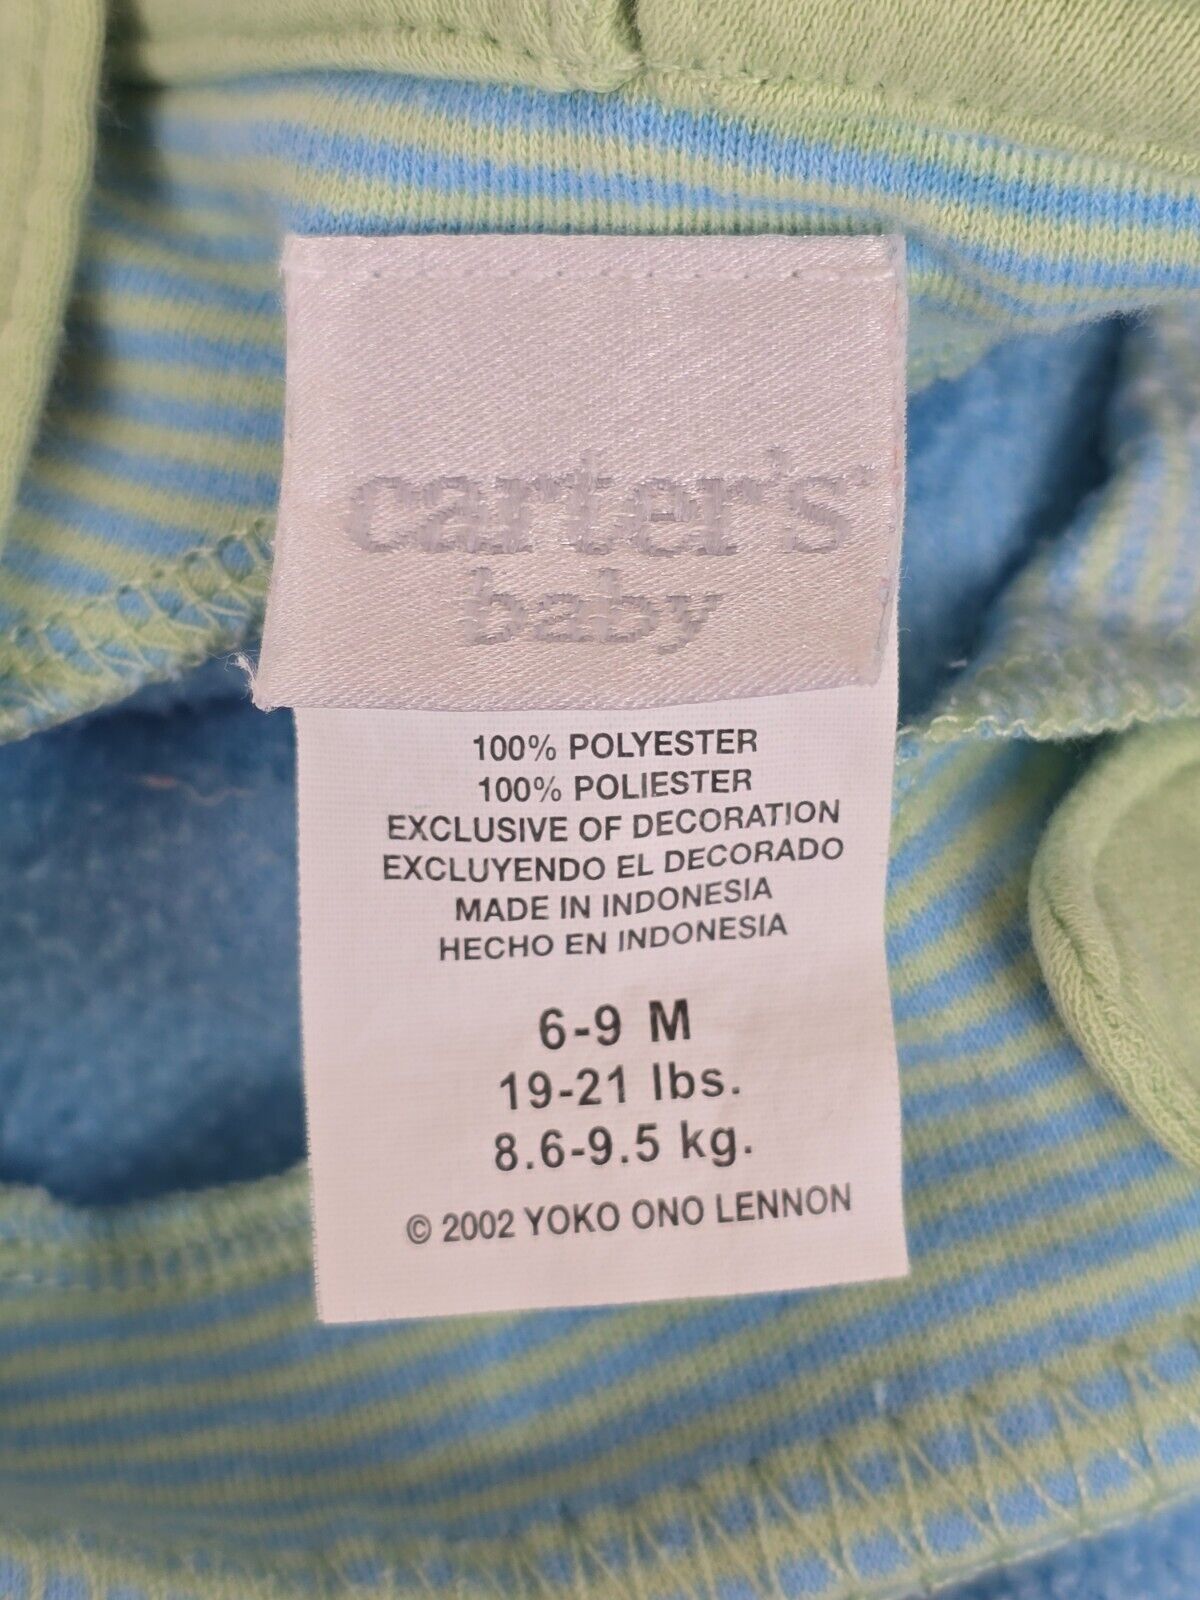 carter's
baby
100% POLYESTER
100% POLIESTER
EXCLUSIVE OF DECORATION
EXCLUYENDO EL DECORADO
MADE IN INDONESIA
HECHO EN INDONESIA
6-9 M
19-21 lbs.
8.6-9.5 kg.
© 2002 YOKO ONO LENNON